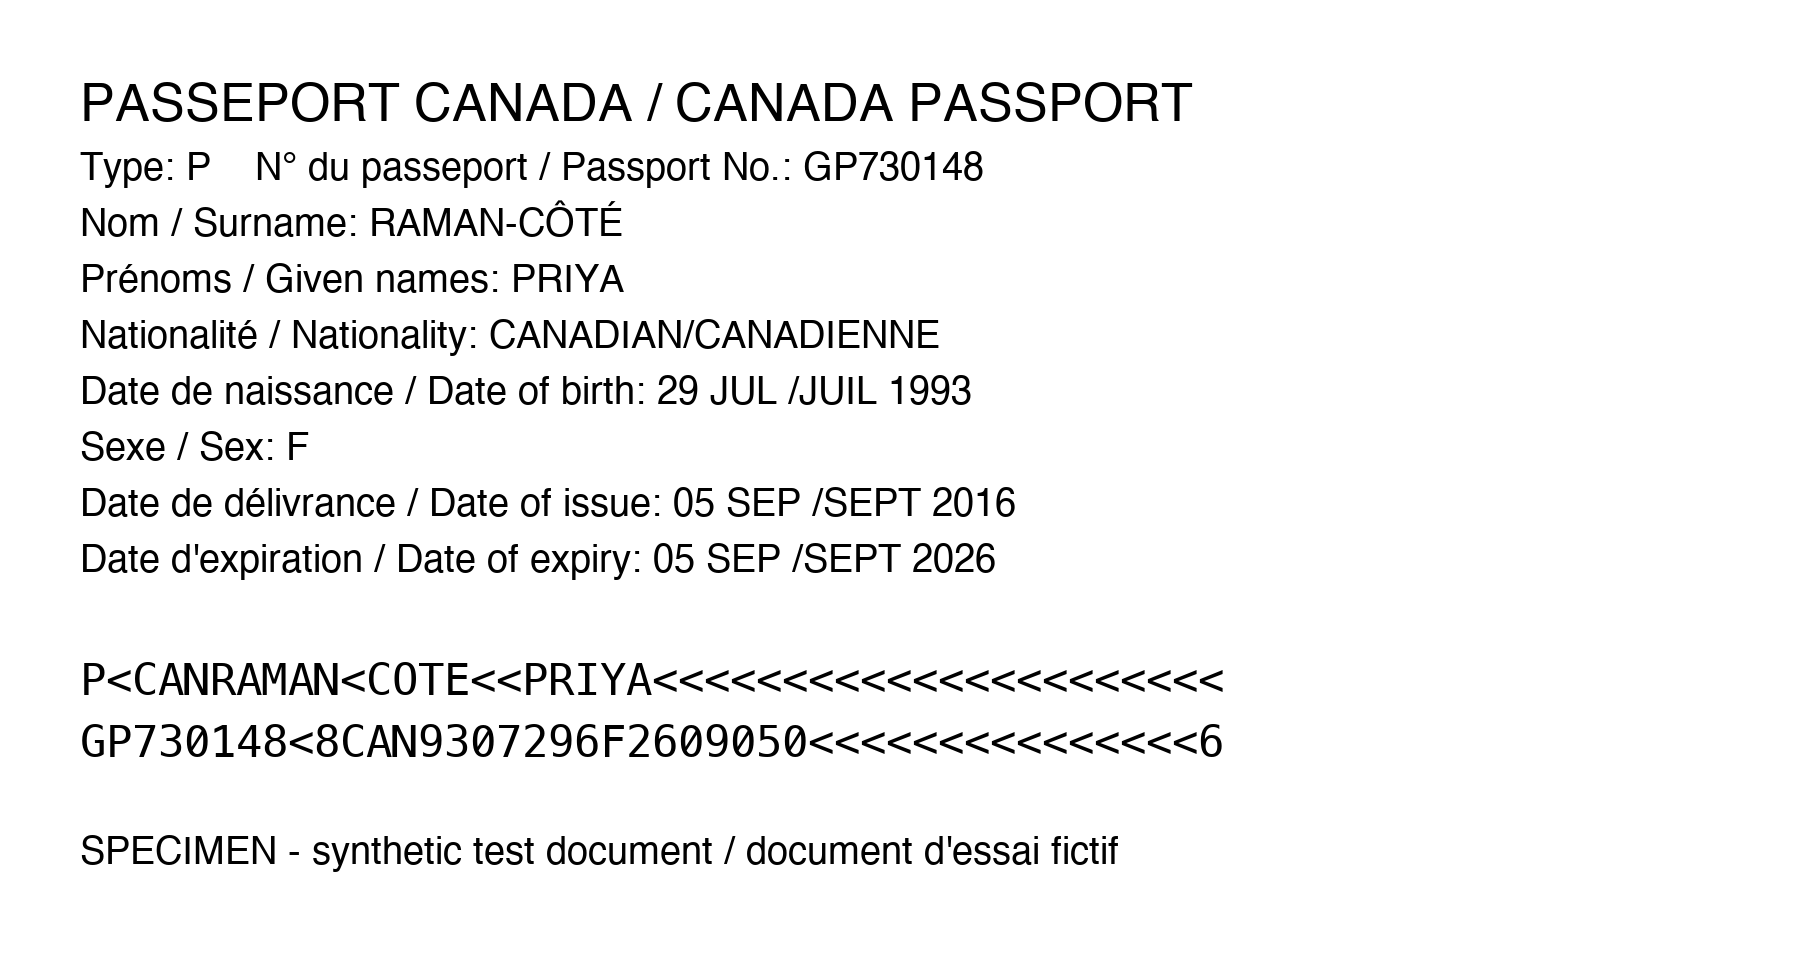 PASSEPORT CANADA / CANADA PASSPORT
Type: P    N° du passeport / Passport No.: GP730148
Nom / Surname: RAMAN-CÔTÉ
Prénoms / Given names: PRIYA
Nationalité / Nationality: CANADIAN/CANADIENNE
Date de naissance / Date of birth: 29 JUL /JUIL 1993
Sexe / Sex: F
Date de délivrance / Date of issue: 05 SEP /SEPT 2016
Date d'expiration / Date of expiry: 05 SEP /SEPT 2026
P<CANRAMAN<COTE<<PRIYA<<<<<<<<<<<<<<<<<<<<<<
GP730148<8CAN9307296F2609050<<<<<<<<<<<<<<<6
SPECIMEN - synthetic test document / document d'essai fictif